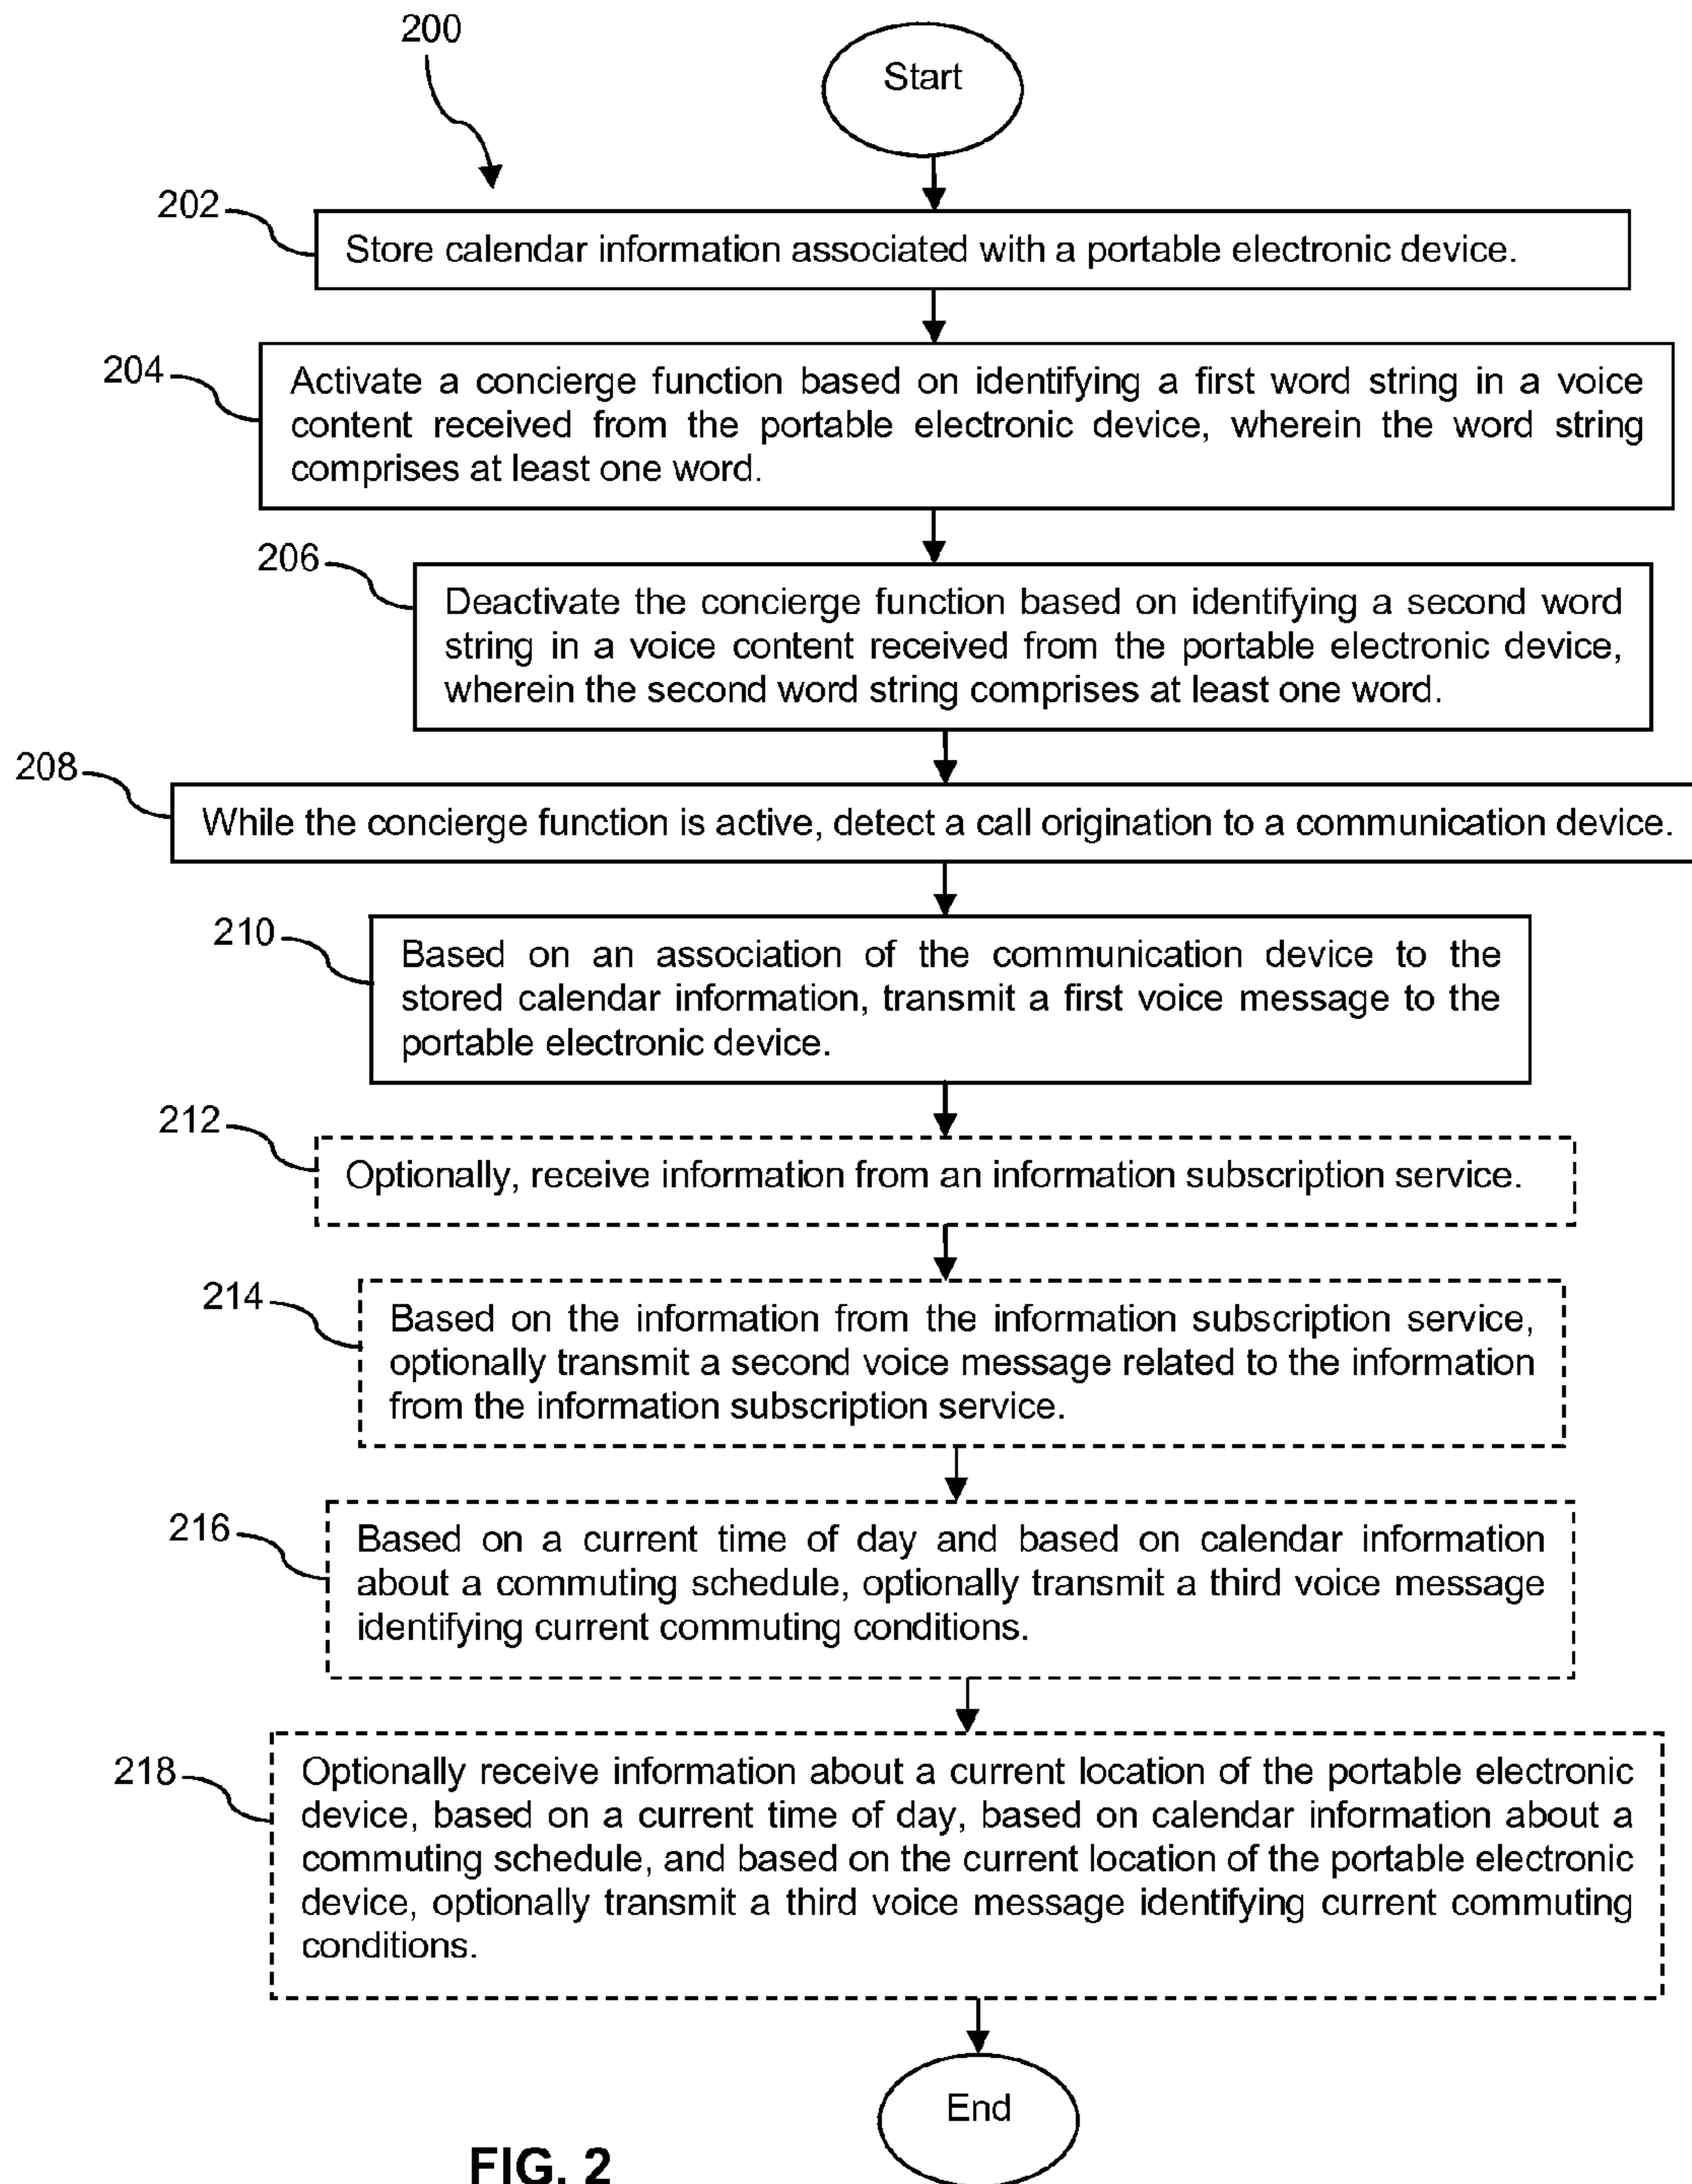 200
Start
202
Store calendar information associated with a portable electronic device.
204
Activate a concierge function based on identifying a first word string in a voice
content received from the portable electronic device, wherein the word string
comprises at least one word.
206
Deactivate the concierge function based on identifying a second word
string in a voice content received from the portable electronic device,
wherein the second word string comprises at least one word.
208
While the concierge function is active, detect a call origination to a communication device.
210
Based on an association of the communication device to the
stored calendar information, transmit a first voice message to the
portable electronic device.
212
Optionally, receive information from an information subscription service.
214
Based on the information from the information subscription service,
optionally transmit a second voice message related to the information
from the information subscription service.
216
Based on a current time of day and based on calendar information
about a commuting schedule, optionally transmit a third voice message
identifying current commuting conditions.
218
Optionally receive information about a current location of the portable electronic
device, based on a current time of day, based on calendar information about a
commuting schedule, and based on the current location of the portable electronic
device, optionally transmit a third voice message identifying current commuting
conditions.
End
FIG. 2